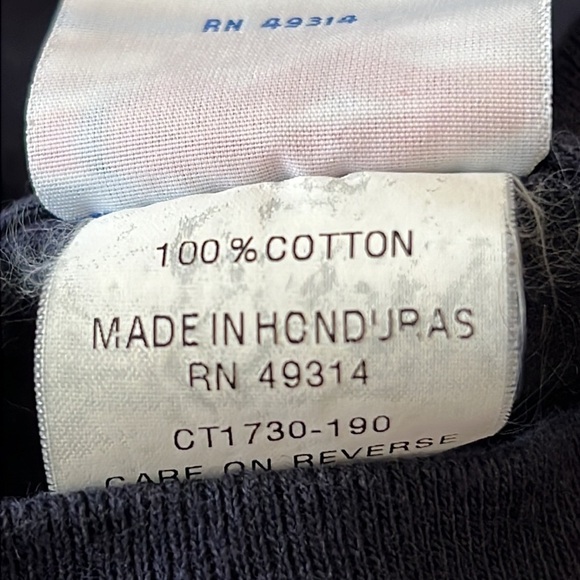 RN 49314
100% COTTON
MADE IN HONDURAS
RN 49314
CT1730-190
CARE ON REVERSE